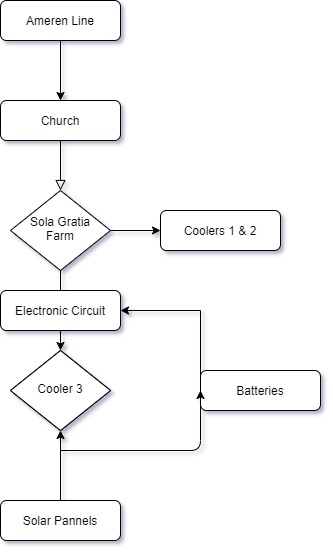 Ameren Line
Church
Sola Gratia
Farm
Coolers 1 & 2
Electronic Circuit
Cooler 3
Batteries
Solar Pannels